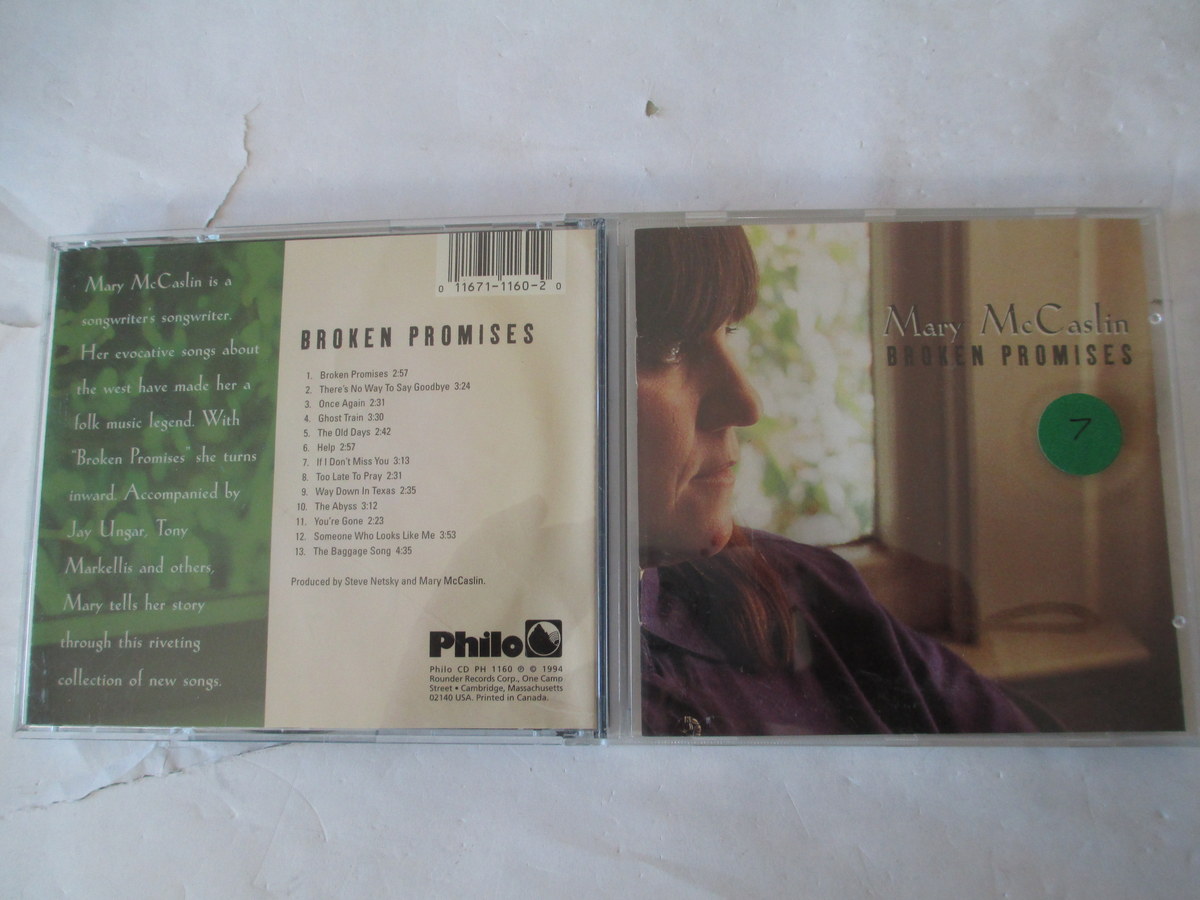 Mary McCaslin is a
songwriter's songwriter.
Her evocative songs about
the west have made her a
folk music legend. With
"Broken Promises" she turns
inward. Accompanied by
Jay Ungar, Tony
Markellis and others,
Mary tells her story
through this riveting
collection of new songs.
0 11671-1160-2 0
BROKEN PROMISES
1. Broken Promises 2:57
2. There's No Way To Say Goodbye 3:24
3. Once Again 2:31
4. Ghost Train 3:30
5. The Old Days 2:42
6. Help 2:57
7. If I Don't Miss You 3:13
8. Too Late To Pray 2:31
9. Way Down In Texas 2:35
10. The Abyss 3:12
11. You're Gone 2:23
12. Someone Who Looks Like Me 3:53
13. The Baggage Song 4:35
Produced by Steve Netsky and Mary McCaslin.
Philo
Philo CD PH 1160 ℗ © 1994
Rounder Records Corp., One Camp
Street • Cambridge, Massachusetts
02140 USA. Printed in Canada.
Mary McCaslin
BROKEN PROMISES
7